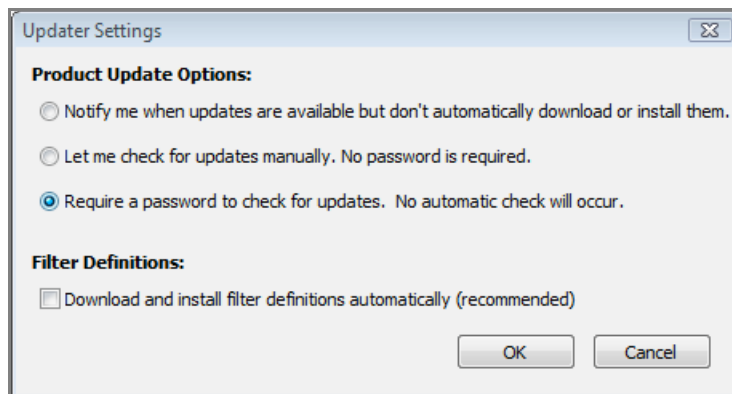 Updater Settings
Product Update Options:
Notify me when updates are available but don't automatically download or install them.
Let me check for updates manually. No password is required.
Require a password to check for updates.  No automatic check will occur.
Filter Definitions:
Download and install filter definitions automatically (recommended)
OK Cancel